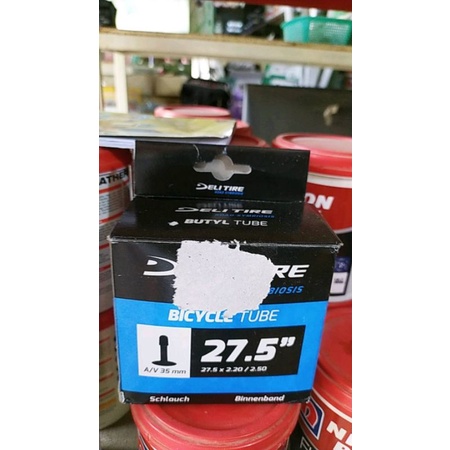 DELI TIRE
BUTYL TUBE
TIRE
BIOSIS
BICYCLE TUBE
27.5"
A/V 35 mm
27.5 x 2.20 / 2.50
Schlauch Binnenband